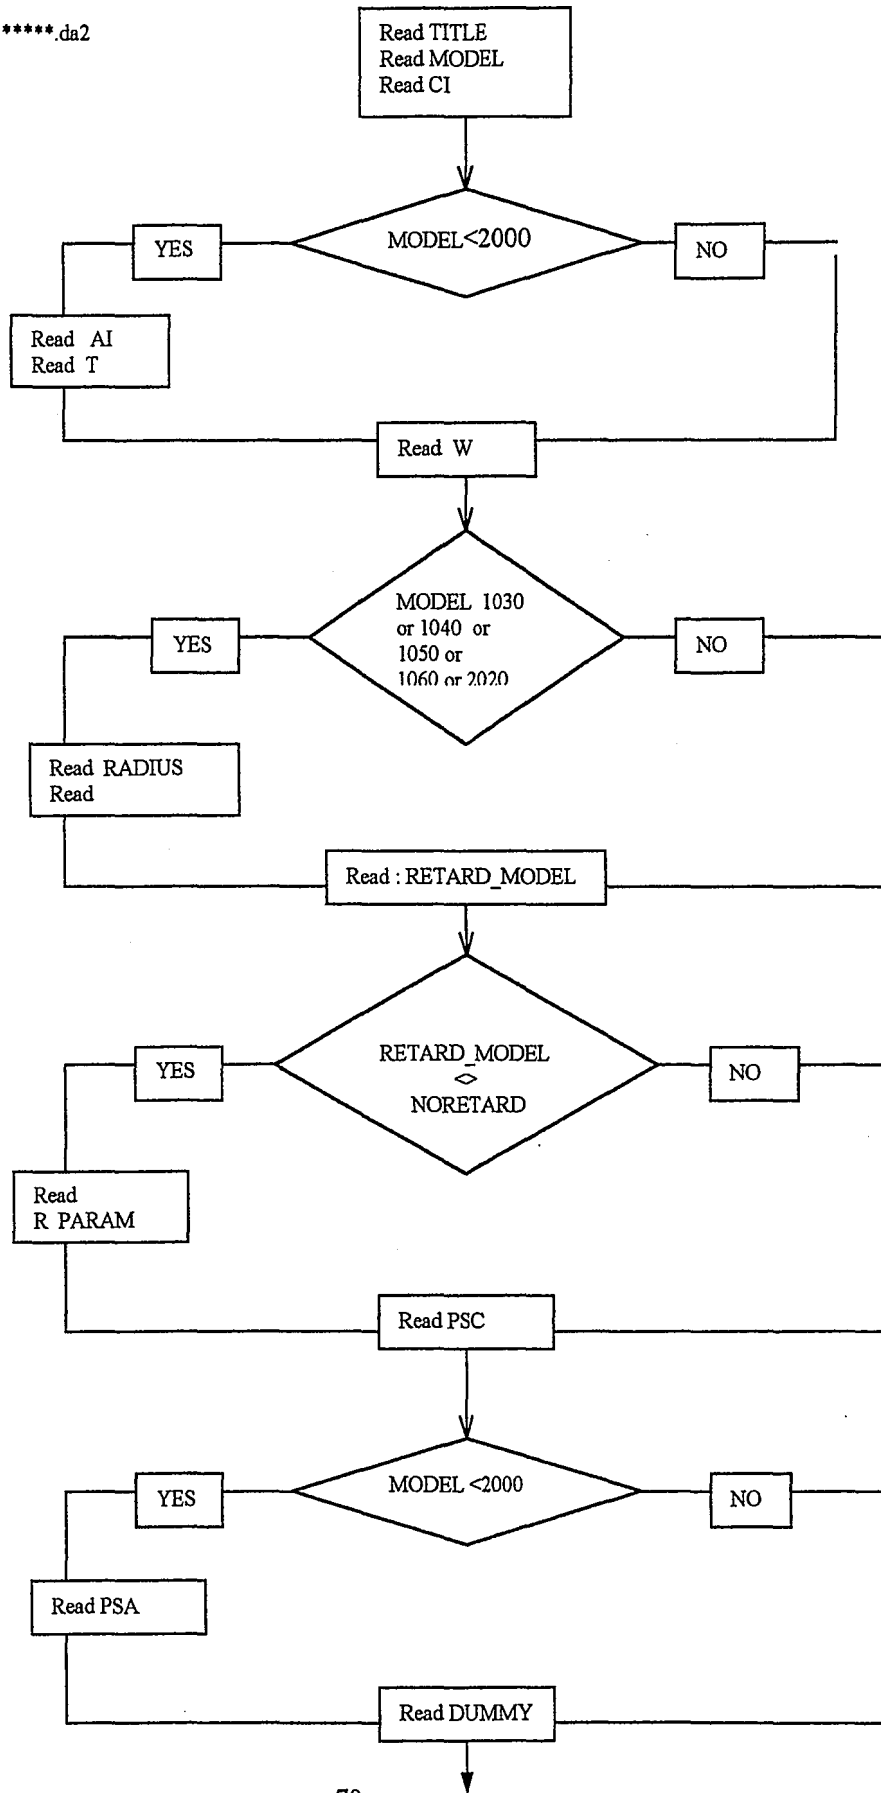 *****.da2
Read TITLE
Read MODEL
Read CI
MODEL<2000
YES
NO
Read AI
Read T
Read W
MODEL 1030
or 1040 or
1050 or
1060 or 2020
YES
NO
Read RADIUS
Read
Read : RETARD_MODEL
RETARD_MODEL
<>
NORETARD
YES
NO
Read
R PARAM
Read PSC
MODEL <2000
YES
NO
Read PSA
Read DUMMY